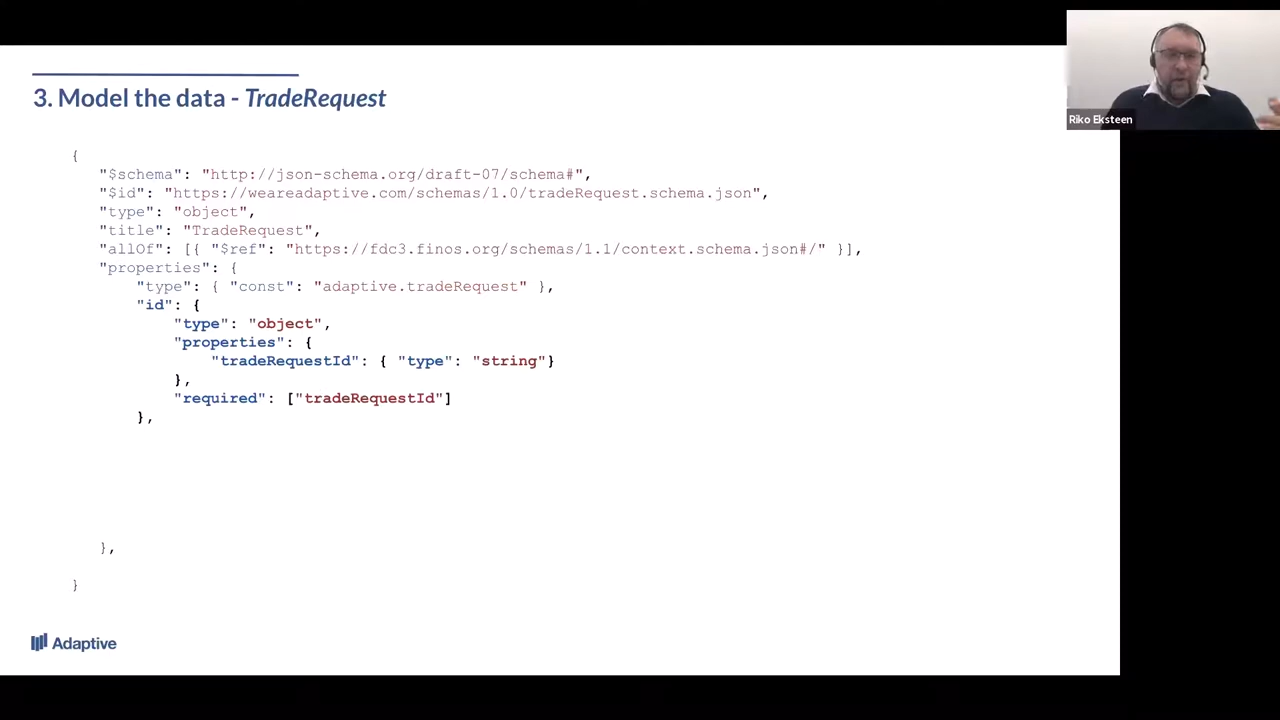 3. Model the data - TradeRequest
{
"$schema": "http://json-schema.org/draft-07/schema#",
"$id": "https://weareadaptive.com/schemas/1.0/tradeRequest.schema.json",
"type": "object",
"title": "TradeRequest",
"allOf": [{ "$ref": "https://fdc3.finos.org/schemas/1.1/context.schema.json#/" }],
"properties": {
"type": { "const": "adaptive.tradeRequest" },
"id": {
"type": "object",
"properties": {
"tradeRequestId": { "type": "string"}
},
"required": ["tradeRequestId"]
},
},
}
Adaptive
Riko Eksteen